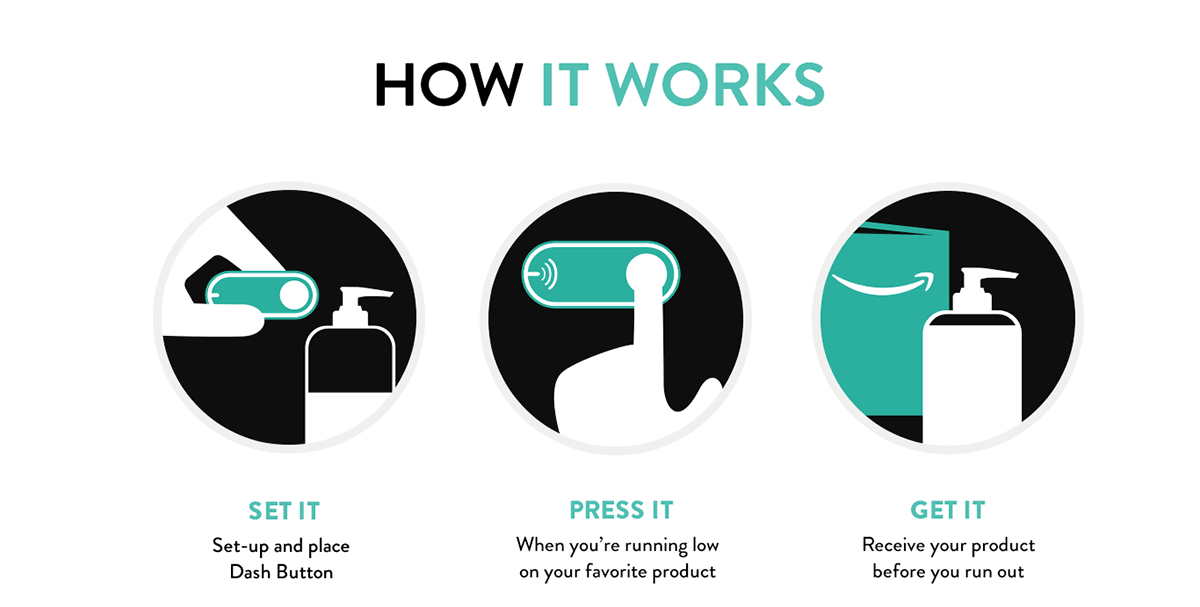 HOW IT WORKS
SET IT
Set-up and place
Dash Button
PRESS IT
When you’re running low
on your favorite product
GET IT
Receive your product
before you run out